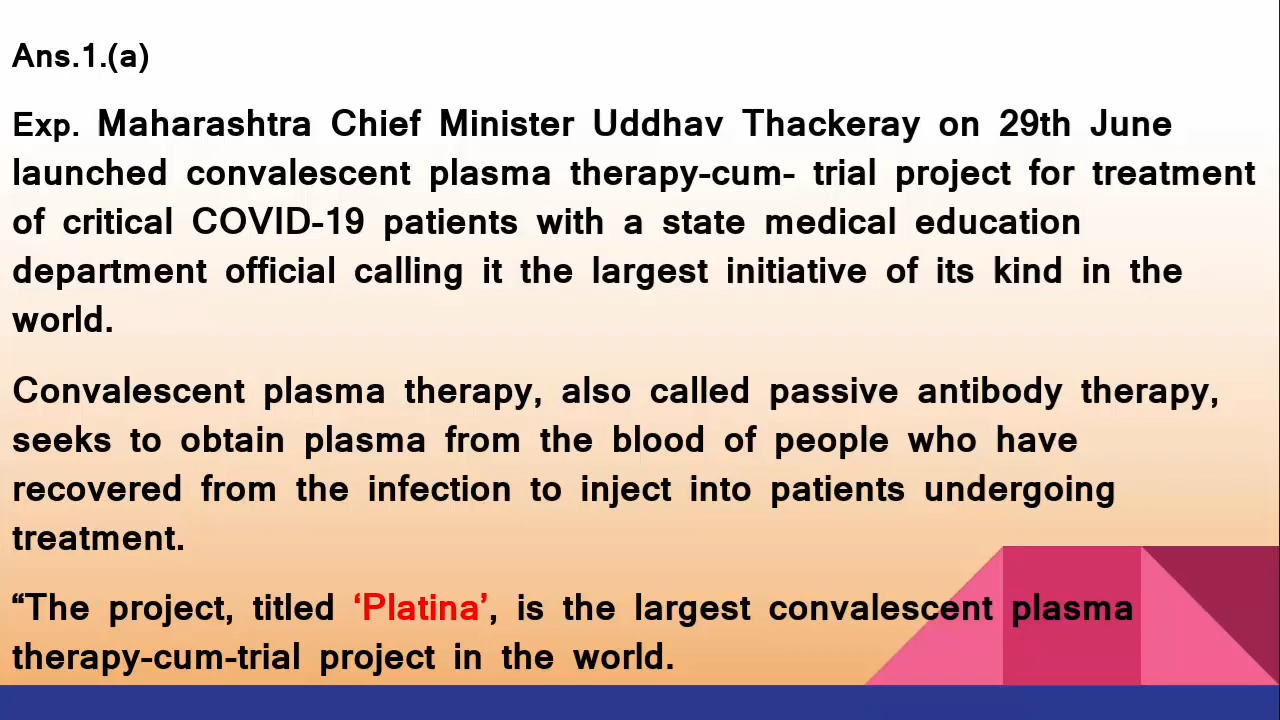 Ans.1.(a)
Exp. Maharashtra Chief Minister Uddhav Thackeray on 29th June
launched convalescent plasma therapy-cum- trial project for treatment
of critical COVID-19 patients with a state medical education
department official calling it the largest initiative of its kind in the
world.
Convalescent plasma therapy, also called passive antibody therapy,
seeks to obtain plasma from the blood of people who have
recovered from the infection to inject into patients undergoing
treatment.
“The project, titled ‘Platina’, is the largest convalescent plasma
therapy-cum-trial project in the world.